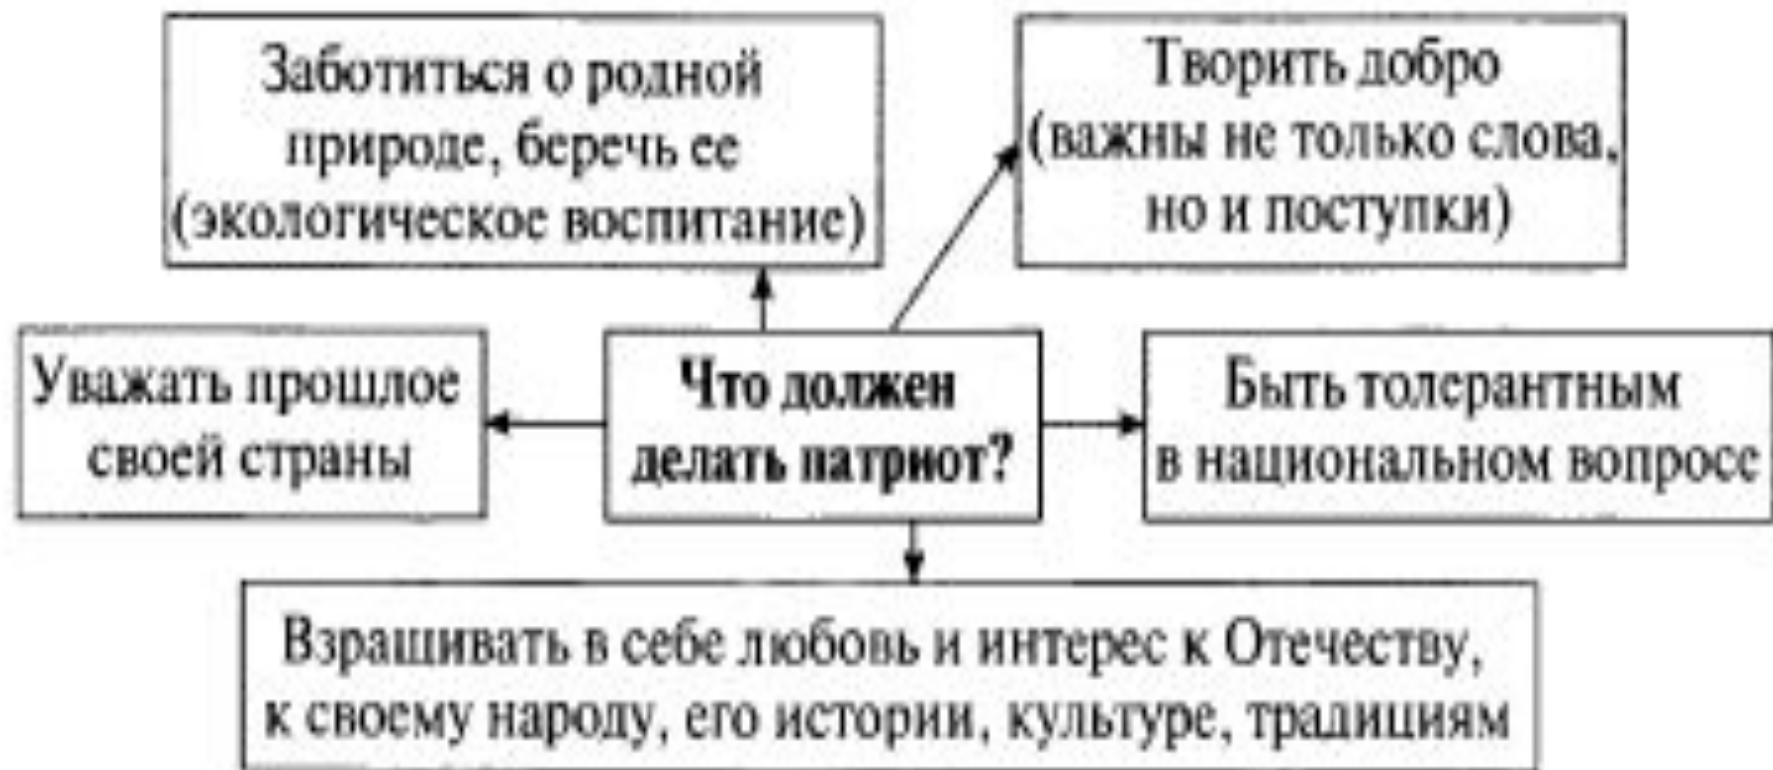 Заботиться о родной
природе, беречь ее
(экологическое воспитание)
Творить добро
(важны не только слова,
но и поступки)
Уважать прошлое
своей страны
Что должен
делать патриот?
Быть толерантным
в национальном вопросе
Взращивать в себе любовь и интерес к Отечеству,
к своему народу, его истории, культуре, традициям